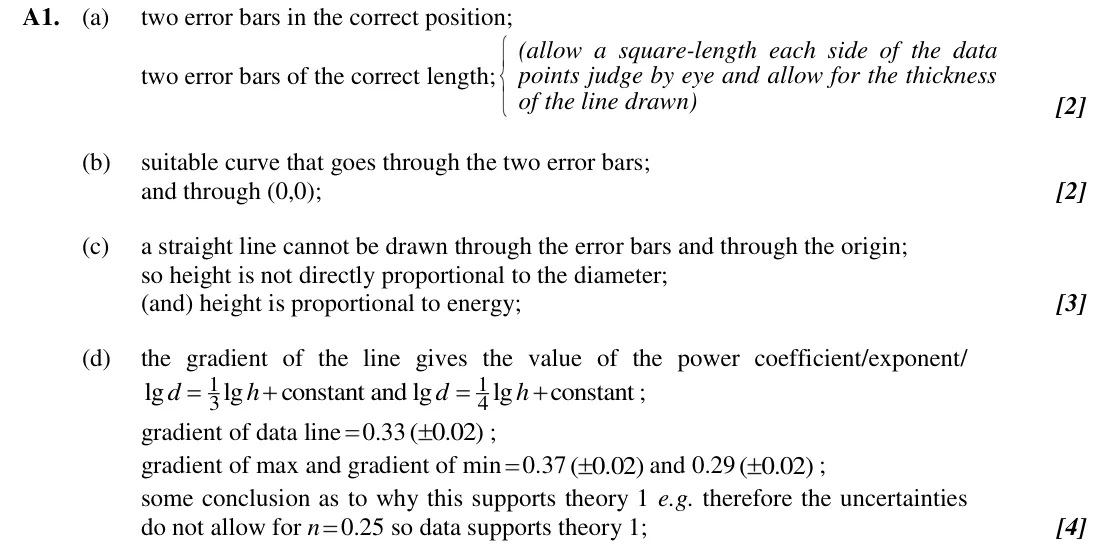 A1. (a) two error bars in the correct position;
two error bars of the correct length; { (allow a square-length each side of the data
points judge by eye and allow for the thickness
of the line drawn)
[2]
(b) suitable curve that goes through the two error bars;
and through (0,0); [2]
(c) a straight line cannot be drawn through the error bars and through the origin;
so height is not directly proportional to the diameter;
(and) height is proportional to energy; [3]
(d) the gradient of the line gives the value of the power coefficient/exponent/
lg d = 1/3 lg h + constant and lg d = 1/4 lg h + constant ;
gradient of data line = 0.33 (±0.02) ;
gradient of max and gradient of min = 0.37 (±0.02) and 0.29 (±0.02) ;
some conclusion as to why this supports theory 1 e.g. therefore the uncertainties
do not allow for n = 0.25 so data supports theory 1; [4]